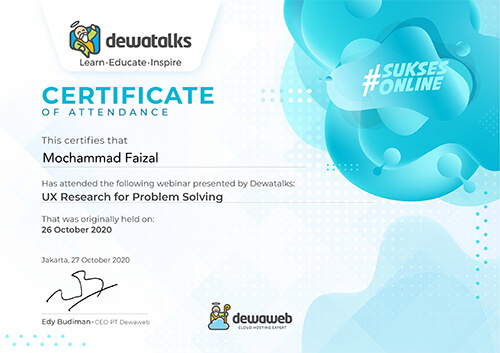 dewatalks
Learn•Educate•Inspire
#SUKSES
ONLINE
CERTIFICATE
OF ATTENDANCE
This certifies that
Mochammad Faizal
Has attended the following webinar presented by Dewatalks:
UX Research for Problem Solving
That was originally held on:
26 October 2020
Jakarta, 27 October 2020
Edy Budiman - CEO PT Dewaweb
dewaweb
CLOUD HOSTING EXPERT